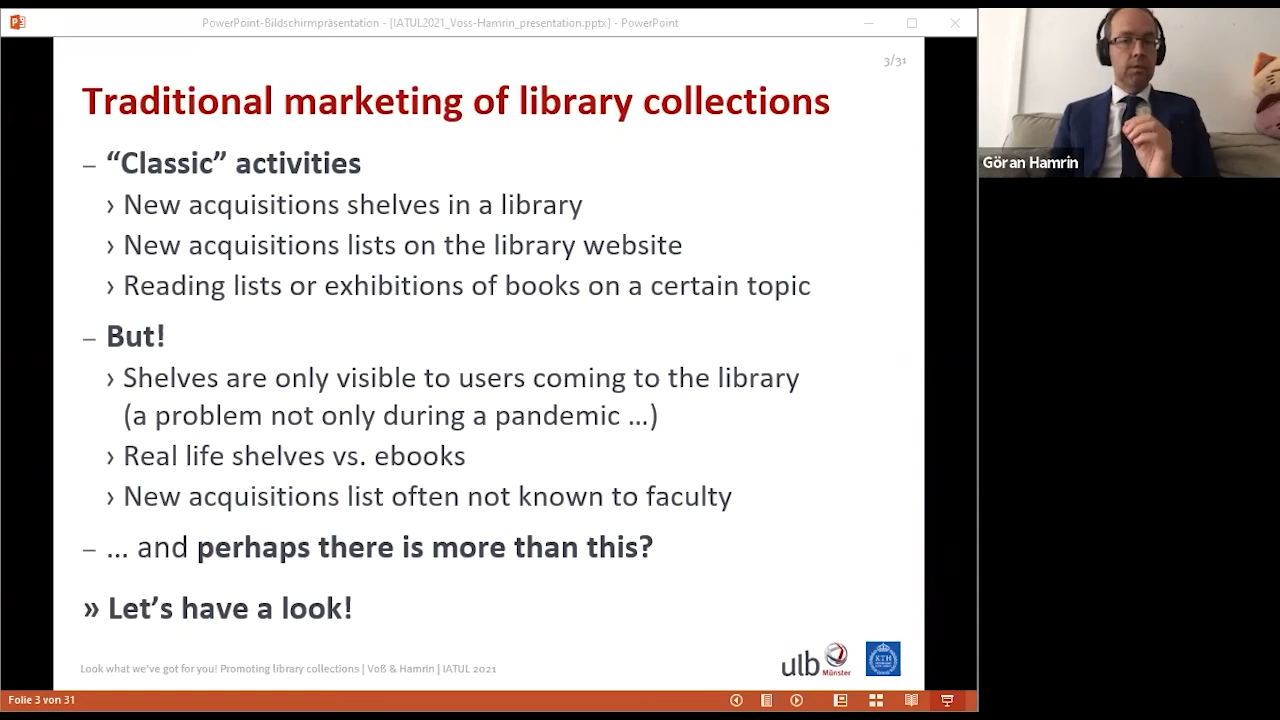 PowerPoint-Bildschirmpräsentation - [IATUL2021_Voss-Hamrin_presentation.pptx] - PowerPoint
3/31
Traditional marketing of library collections
– “Classic” activities
› New acquisitions shelves in a library
› New acquisitions lists on the library website
› Reading lists or exhibitions of books on a certain topic
– But!
› Shelves are only visible to users coming to the library
(a problem not only during a pandemic …)
› Real life shelves vs. ebooks
› New acquisitions list often not known to faculty
– … and perhaps there is more than this?
» Let’s have a look!
Look what we've got for you! Promoting library collections | Voß & Hamrin | IATUL 2021
ulb Münster
KTH
Folie 3 von 31
Göran Hamrin